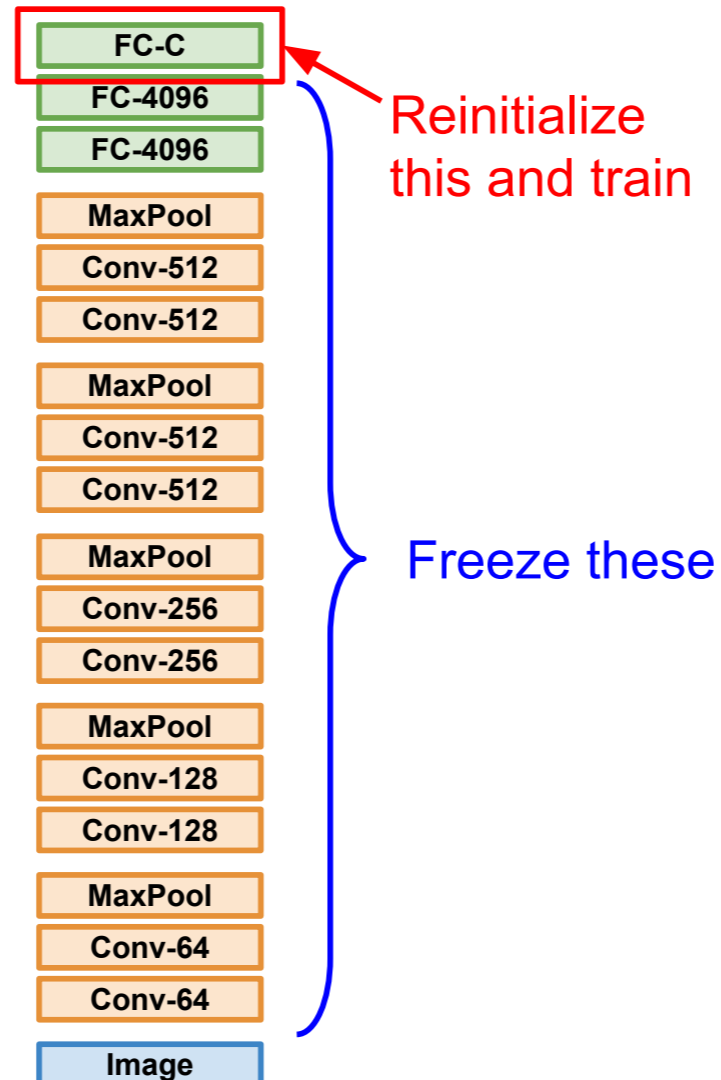 FC-C
FC-4096
FC-4096
Reinitialize
this and train
MaxPool
Conv-512
Conv-512
MaxPool
Conv-512
Conv-512
MaxPool
Conv-256
Conv-256
Freeze these
MaxPool
Conv-128
Conv-128
MaxPool
Conv-64
Conv-64
Image